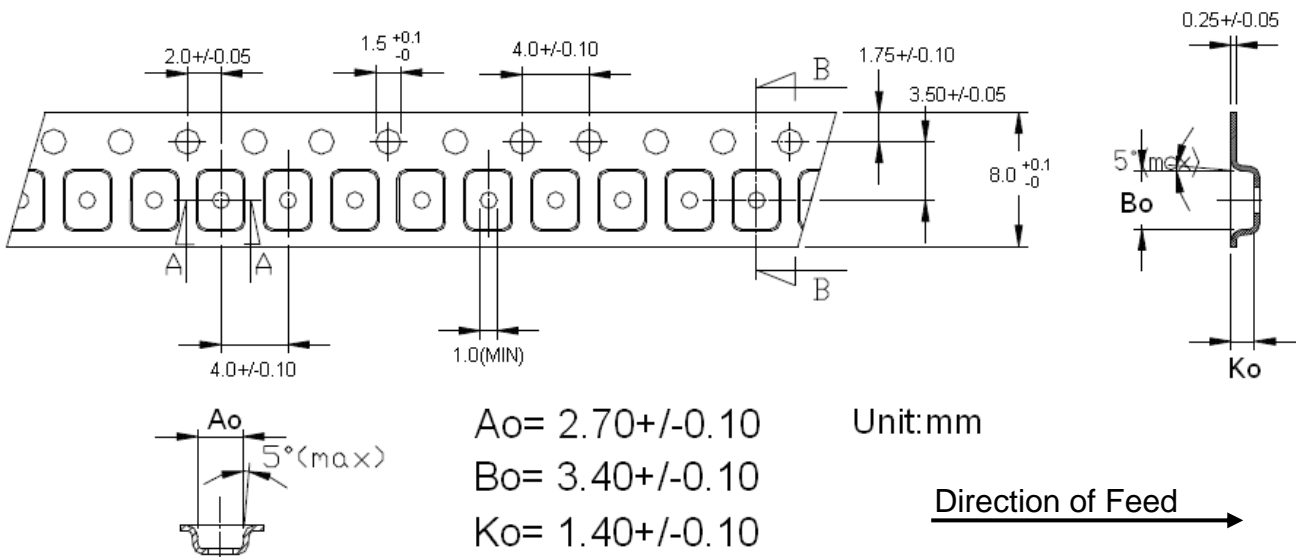 0.25+/-0.05
2.0+/-0.05
1.5 +0.1 -0
4.0+/-0.10
B
1.75+/-0.10
3.50+/-0.05
8.0 +0.1 -0
5°(max)
Bo
A A
B
1.0(MIN)
4.0+/-0.10
Ko
Ao
5°(max)
Ao= 2.70+/-0.10
Unit:mm
Bo= 3.40+/-0.10
Direction of Feed
Ko= 1.40+/-0.10